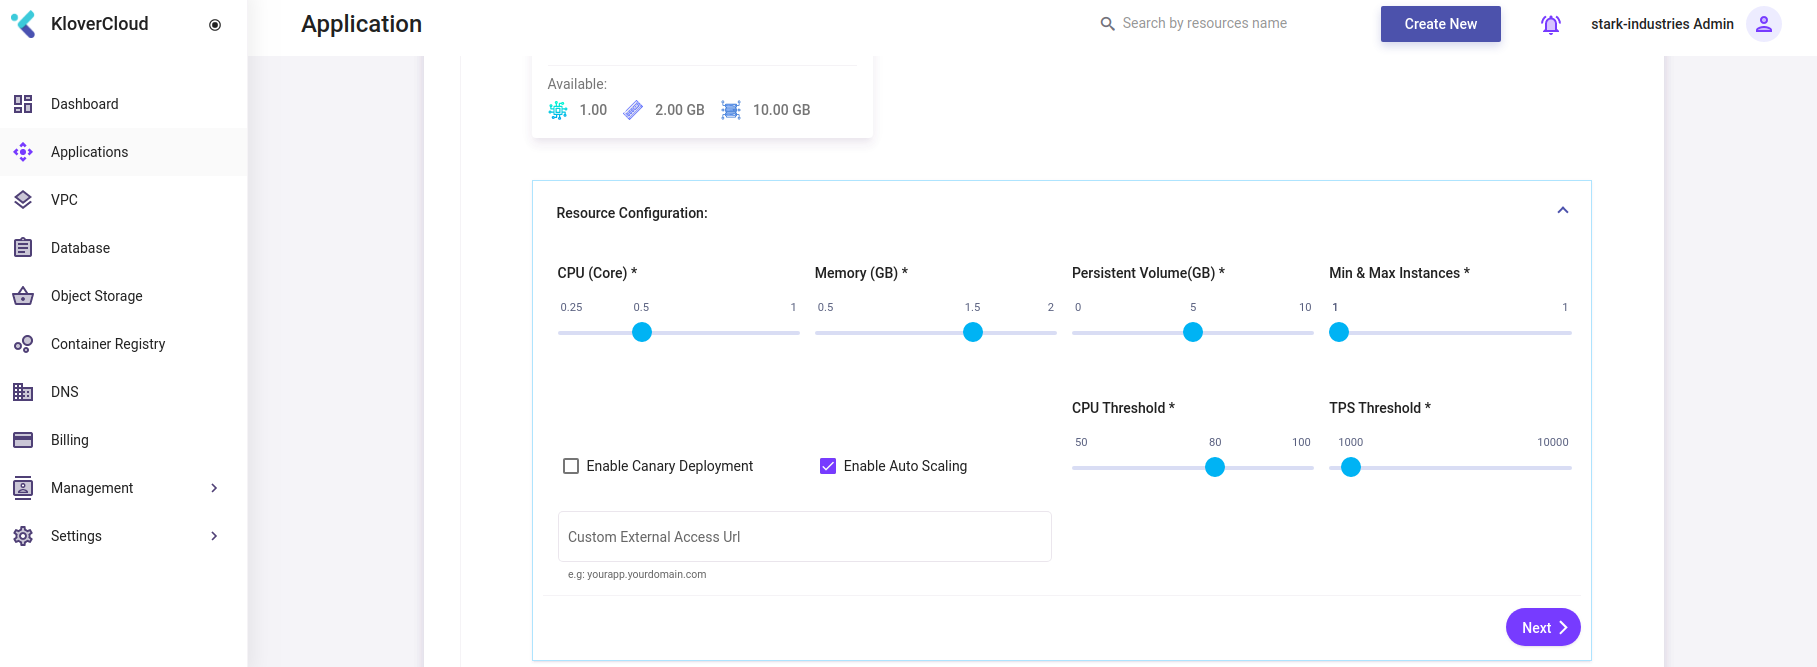 KloverCloud
Application
Search by resources name
Create New
stark-industries Admin
Dashboard
Applications
VPC
Database
Object Storage
Container Registry
DNS
Billing
Management
Settings
Available:
1.00 2.00 GB 10.00 GB
Resource Configuration:
CPU (Core) * Memory (GB) * Persistent Volume(GB) * Min & Max Instances *
0.25 0.5 1 0.5 1.5 2 0 5 10 1 1
CPU Threshold * TPS Threshold *
50 80 100 1000 10000
Enable Canary Deployment Enable Auto Scaling
Custom External Access Url
e.g: yourapp.yourdomain.com
Next